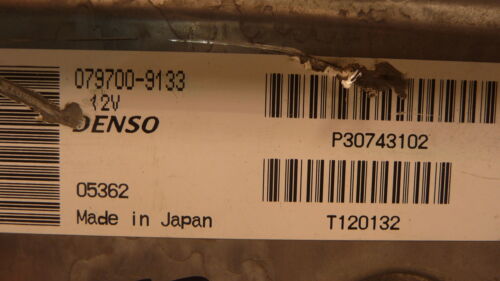 079700-9133
12V
DENSO
P30743102
05362
Made in Japan
T120132